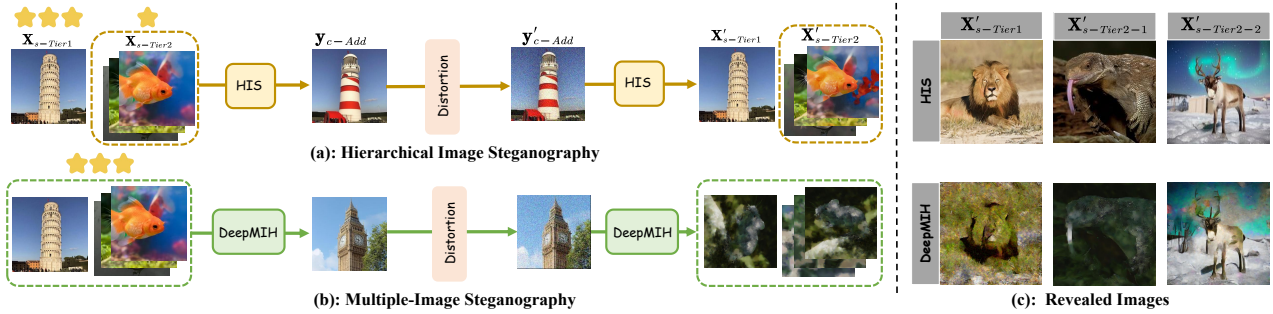 X_{s-Tier1}
X_{s-Tier2}
HIS
y_{c-Add}
Distortion
y'_{c-Add}
HIS
X'_{s-Tier1}
X'_{s-Tier2}
(a): Hierarchical Image Steganography
DeepMIH
Distortion
DeepMIH
(b): Multiple-Image Steganography
X'_{s-Tier1}
X'_{s-Tier2-1}
X'_{s-Tier2-2}
HIS
DeepMIH
(c): Revealed Images